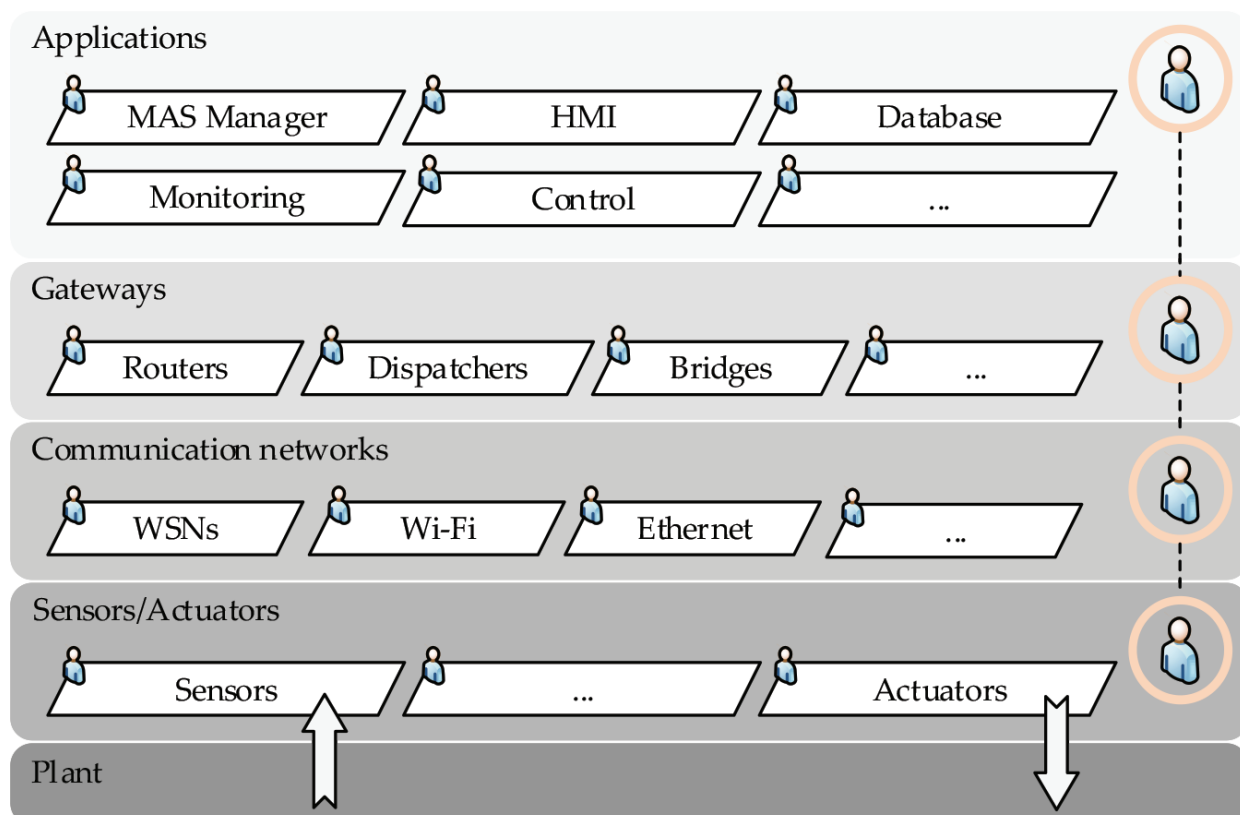 Applications
MAS Manager HMI Database
Monitoring Control ...
Gateways
Routers Dispatchers Bridges ...
Communication networks
WSNs Wi-Fi Ethernet ...
Sensors/Actuators
Sensors ... Actuators
Plant